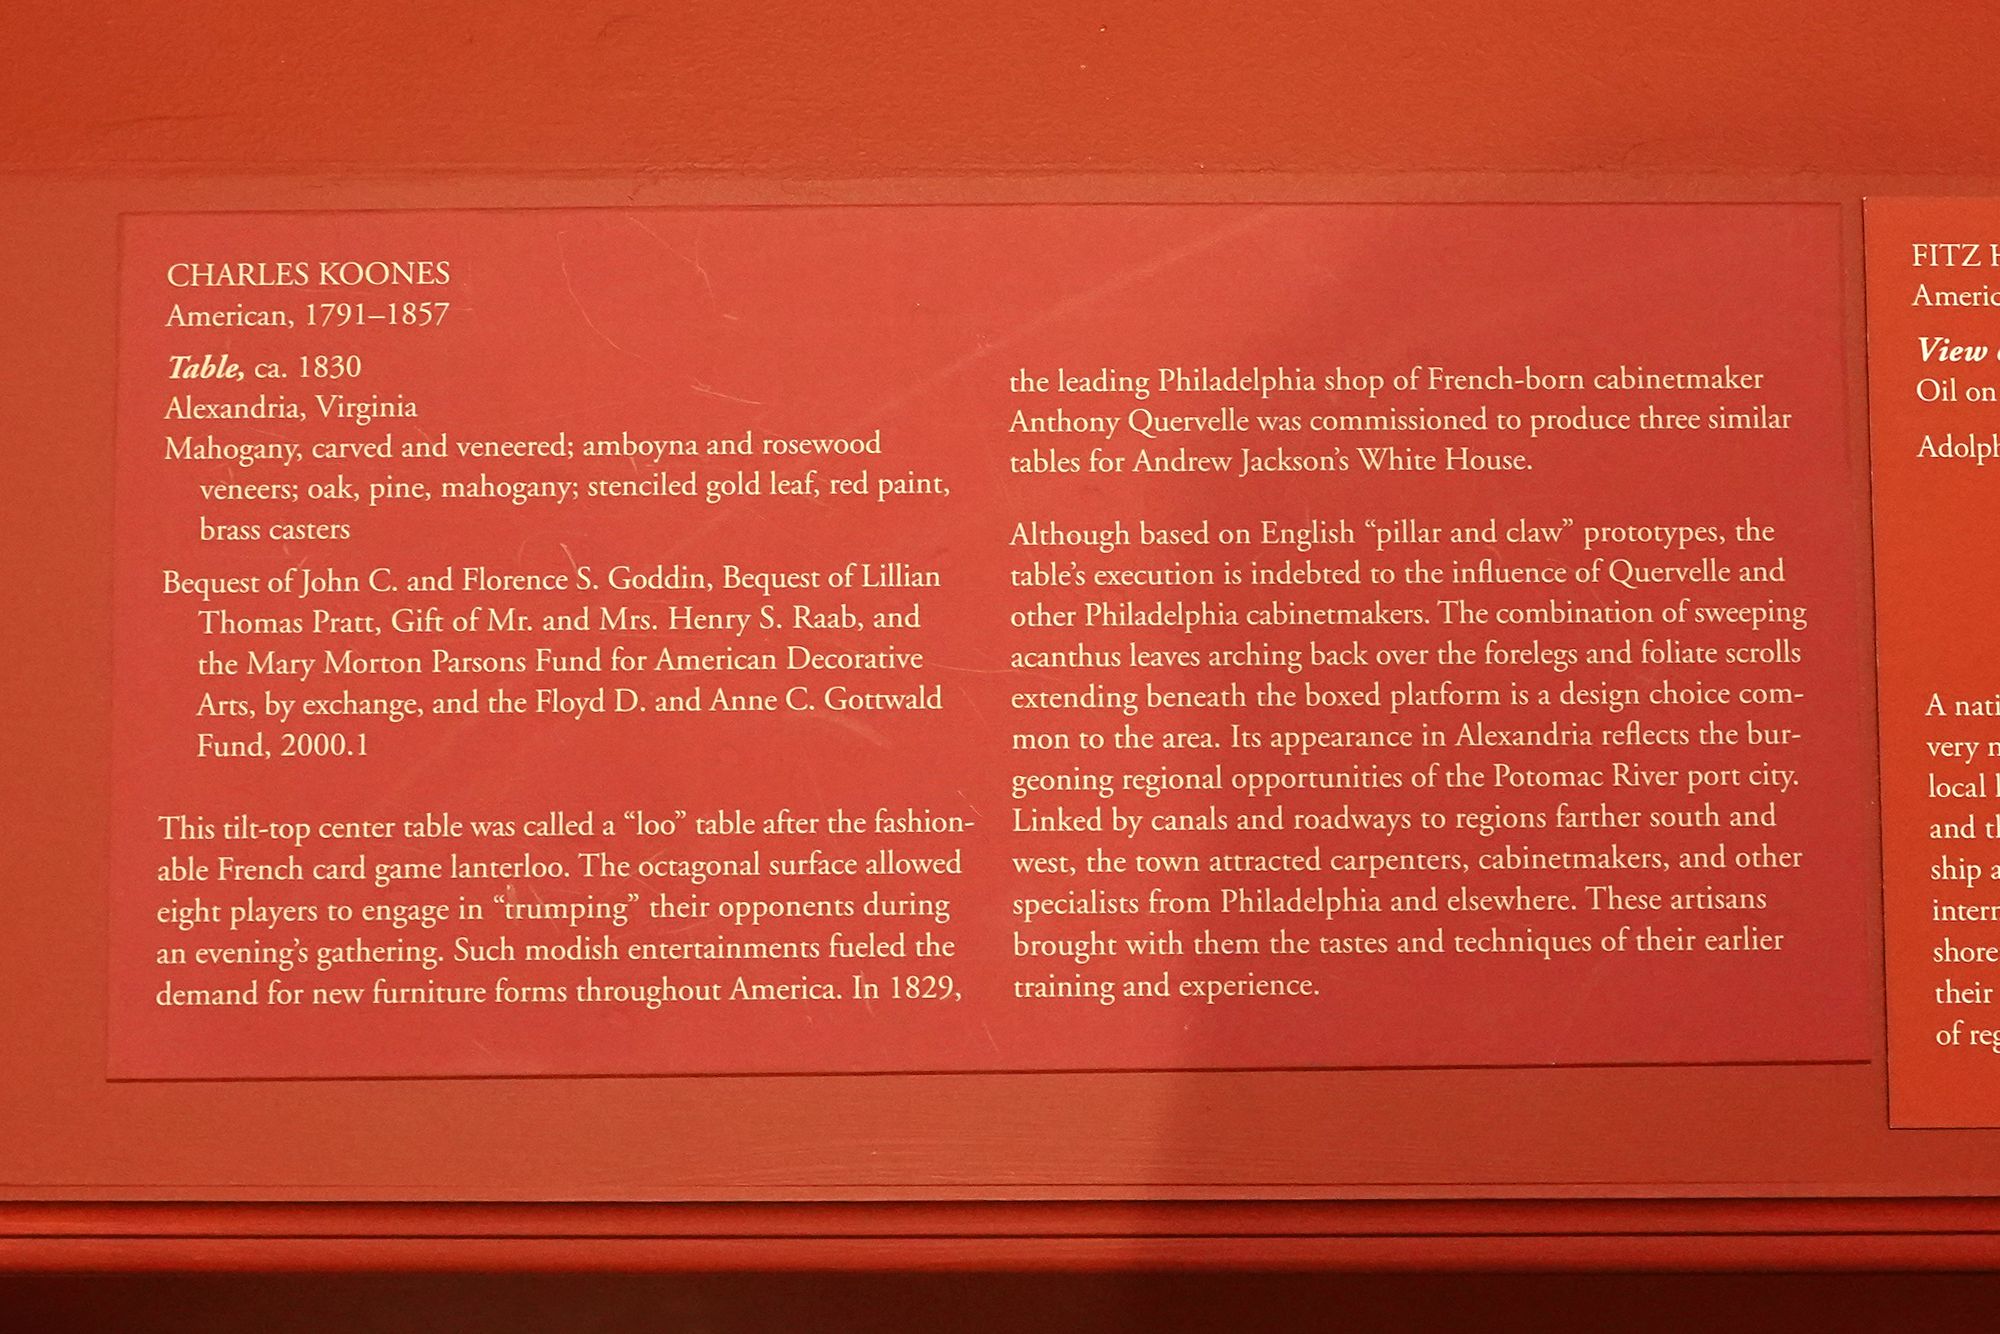 CHARLES KOONES
American, 1791–1857
Table, ca. 1830
Alexandria, Virginia
Mahogany, carved and veneered; amboyna and rosewood
veneers; oak, pine, mahogany; stenciled gold leaf, red paint,
brass casters
Bequest of John C. and Florence S. Goddin, Bequest of Lillian
Thomas Pratt, Gift of Mr. and Mrs. Henry S. Raab, and
the Mary Morton Parsons Fund for American Decorative
Arts, by exchange, and the Floyd D. and Anne C. Gottwald
Fund, 2000.1
This tilt-top center table was called a “loo” table after the fashion-
able French card game lanterloo. The octagonal surface allowed
eight players to engage in “trumping” their opponents during
an evening’s gathering. Such modish entertainments fueled the
demand for new furniture forms throughout America. In 1829,
the leading Philadelphia shop of French-born cabinetmaker
Anthony Quervelle was commissioned to produce three similar
tables for Andrew Jackson’s White House.
Although based on English “pillar and claw” prototypes, the
table’s execution is indebted to the influence of Quervelle and
other Philadelphia cabinetmakers. The combination of sweeping
acanthus leaves arching back over the forelegs and foliate scrolls
extending beneath the boxed platform is a design choice com-
mon to the area. Its appearance in Alexandria reflects the bur-
geoning regional opportunities of the Potomac River port city.
Linked by canals and roadways to regions farther south and
west, the town attracted carpenters, cabinetmakers, and other
specialists from Philadelphia and elsewhere. These artisans
brought with them the tastes and techniques of their earlier
training and experience.
FITZ
View
Oil on
A
very
local
and
ship
their
of